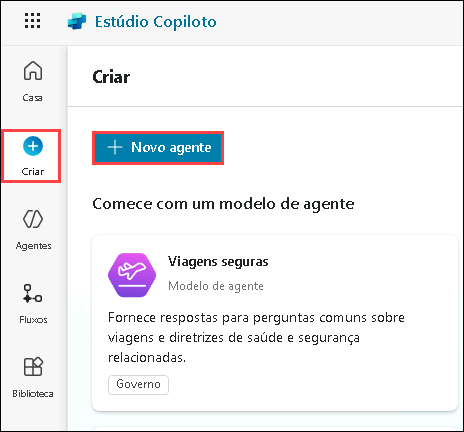 Estúdio Copiloto
Casa
Criar
Agentes
Fluxos
Biblioteca
Criar
Novo agente
Comece com um modelo de agente
Viagens seguras
Modelo de agente
Fornece respostas para perguntas comuns sobre
viagens e diretrizes de saúde e segurança
relacionadas.
Governo